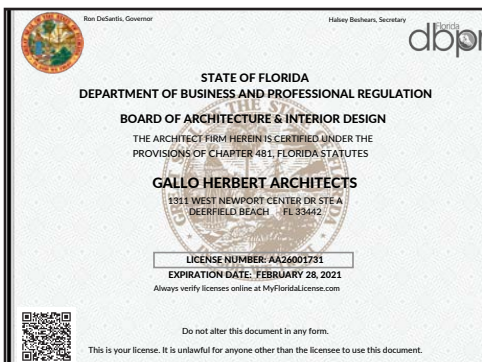 Ron DeSantis, Governor
Halsey Beshears, Secretary
Florida
dbpr
STATE OF FLORIDA
DEPARTMENT OF BUSINESS AND PROFESSIONAL REGULATION
BOARD OF ARCHITECTURE & INTERIOR DESIGN
THE ARCHITECT FIRM HEREIN IS CERTIFIED UNDER THE
PROVISIONS OF CHAPTER 481, FLORIDA STATUTES
GALLO HERBERT ARCHITECTS
1311 WEST NEWPORT CENTER DR STE A
DEERFIELD BEACH FL 33442
LICENSE NUMBER: AA26001731
EXPIRATION DATE: FEBRUARY 28, 2021
Always verify licenses online at MyFloridaLicense.com
Do not alter this document in any form.
This is your license. It is unlawful for anyone other than the licensee to use this document.